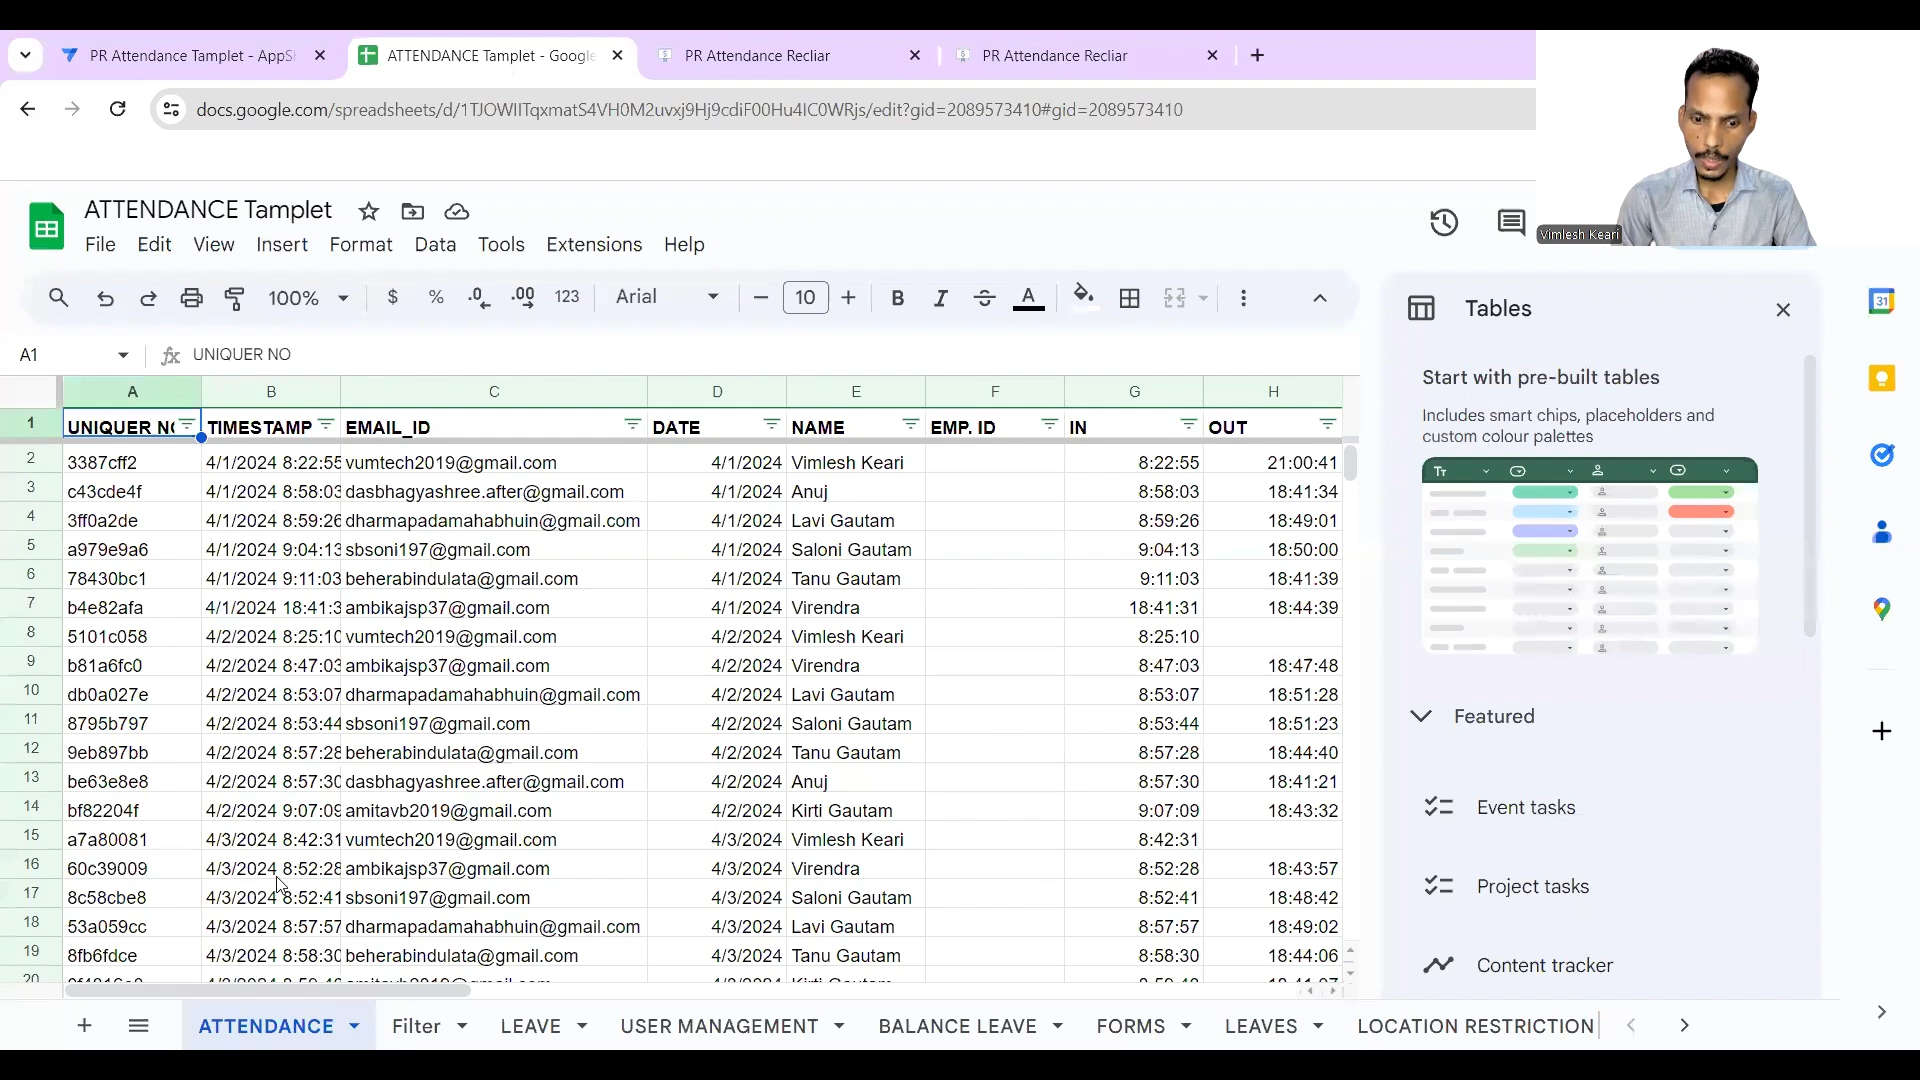 PR Attendance Tamplet - AppS
ATTENDANCE Tamplet - Google
PR Attendance Recliar
PR Attendance Recliar
docs.google.com/spreadsheets/d/1TJOWIITqxmatS4VH0M2uvxj9Hj9cdiF00Hu4lC0WRjs/edit?gid=2089573410#gid=2089573410
ATTENDANCE Tamplet
File Edit View Insert Format Data Tools Extensions Help
Vimlesh Keari
100% $ % .0 .00 123 Arial 10 B I S A
Tables
A1 fx UNIQUER NO
Start with pre-built tables
Includes smart chips, placeholders and
custom colour palettes
A B C D E F G H
1 UNIQUER NO TIMESTAMP EMAIL_ID DATE NAME EMP. ID IN OUT
2 3387cff2 4/1/2024 8:22:55 vumtech2019@gmail.com 4/1/2024 Vimlesh Keari 8:22:55 21:00:41
3 c43cde4f 4/1/2024 8:58:03 dasbhagyashree.after@gmail.com 4/1/2024 Anuj 8:58:03 18:41:34
4 3ff0a2de 4/1/2024 8:59:26 dharmapadamahabhuin@gmail.com 4/1/2024 Lavi Gautam 8:59:26 18:49:01
5 a979e9a6 4/1/2024 9:04:13 sbsoni197@gmail.com 4/1/2024 Saloni Gautam 9:04:13 18:50:00
6 78430bc1 4/1/2024 9:11:03 beherabindulata@gmail.com 4/1/2024 Tanu Gautam 9:11:03 18:41:39
7 b4e82afa 4/1/2024 18:41:3 ambikajsp37@gmail.com 4/1/2024 Virendra 18:41:31 18:44:39
8 5101c058 4/2/2024 8:25:10 vumtech2019@gmail.com 4/2/2024 Vimlesh Keari 8:25:10
9 b81a6fc0 4/2/2024 8:47:03 ambikajsp37@gmail.com 4/2/2024 Virendra 8:47:03 18:47:48
10 db0a027e 4/2/2024 8:53:07 dharmapadamahabhuin@gmail.com 4/2/2024 Lavi Gautam 8:53:07 18:51:28
11 8795b797 4/2/2024 8:53:44 sbsoni197@gmail.com 4/2/2024 Saloni Gautam 8:53:44 18:51:23
12 9eb897bb 4/2/2024 8:57:28 beherabindulata@gmail.com 4/2/2024 Tanu Gautam 8:57:28 18:44:40
13 be63e8e8 4/2/2024 8:57:30 dasbhagyashree.after@gmail.com 4/2/2024 Anuj 8:57:30 18:41:21
14 bf82204f 4/2/2024 9:07:09 amitavb2019@gmail.com 4/2/2024 Kirti Gautam 9:07:09 18:43:32
15 a7a80081 4/3/2024 8:42:31 vumtech2019@gmail.com 4/3/2024 Vimlesh Keari 8:42:31
16 60c39009 4/3/2024 8:52:28 ambikajsp37@gmail.com 4/3/2024 Virendra 8:52:28 18:43:57
17 8c58cbe8 4/3/2024 8:52:41 sbsoni197@gmail.com 4/3/2024 Saloni Gautam 8:52:41 18:48:42
18 53a059cc 4/3/2024 8:57:57 dharmapadamahabhuin@gmail.com 4/3/2024 Lavi Gautam 8:57:57 18:49:02
19 8fb6fdce 4/3/2024 8:58:30 beherabindulata@gmail.com 4/3/2024 Tanu Gautam 8:58:30 18:44:06
20
Featured
Event tasks
Project tasks
Content tracker
31
ATTENDANCE Filter LEAVE USER MANAGEMENT BALANCE LEAVE FORMS LEAVES LOCATION RESTRICTION